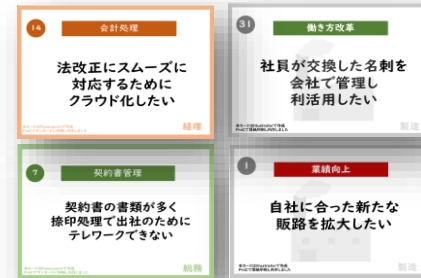 14
会計処理
法改正にスムーズに
対応するために
クラウド化したい
経理
31
働き方改革
社員が交換した名刺を
会社で管理し
利活用したい
製造
7
契約書管理
契約書の書類が多く
捺印処理で出社のために
テレワークできない
総務
1
業績向上
自社に合った新たな
販路を拡大したい
製造